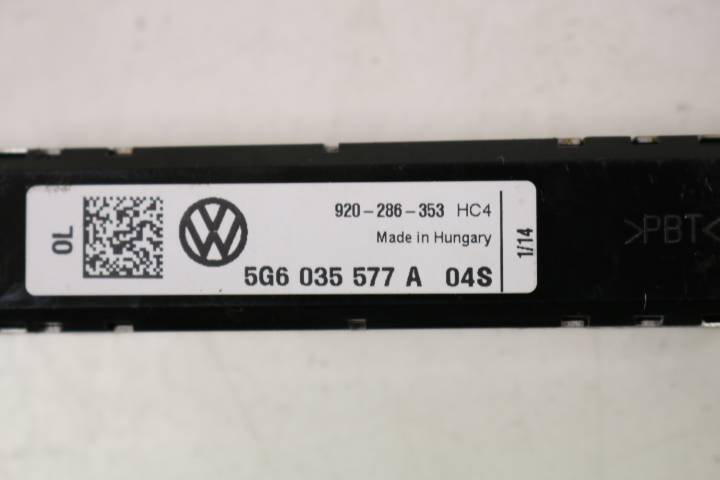 OL
920-286-353 HC4
Made in Hungary
5G6 035 577 A 04S
1/14
>PBT<